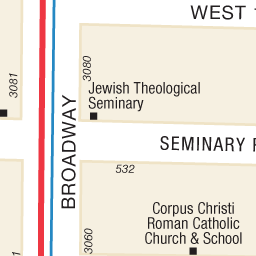 WEST 1
3080
3081
Jewish Theological
Seminary
BROADWAY
SEMINARY
532
Corpus Christi
Roman Catholic
Church & School
3060